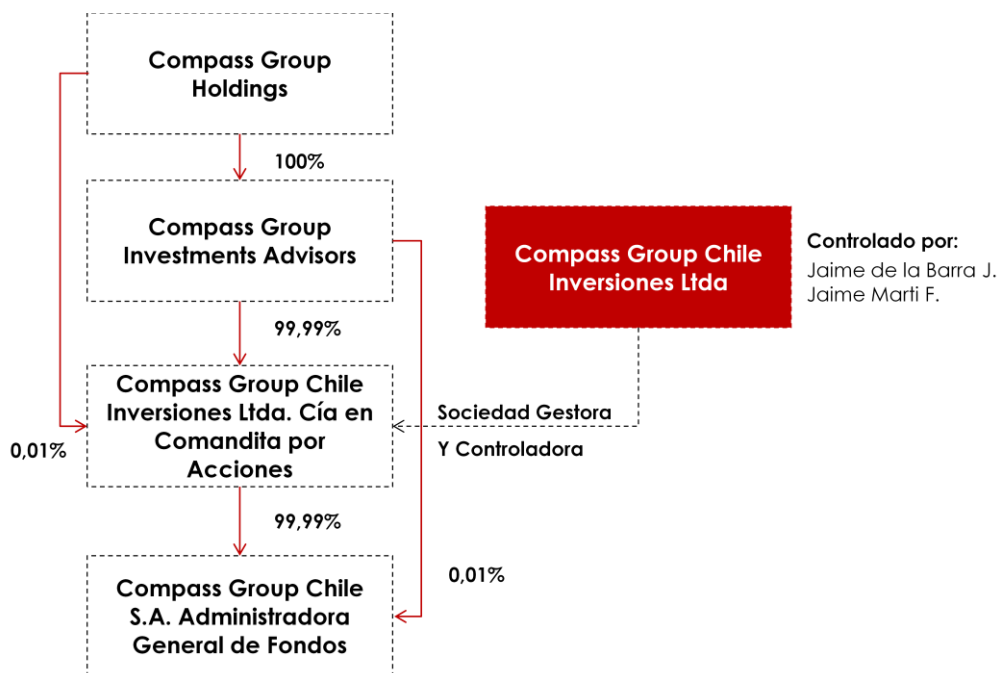 Compass Group
Holdings
100%
Compass Group
Investments Advisors
Compass Group Chile
Inversiones Ltda
Controlado por:
Jaime de la Barra J.
Jaime Marti F.
99,99%
Compass Group Chile
Inversiones Ltda. Cía en
Comandita por
Acciones
Sociedad Gestora
Y Controladora
0,01%
99,99%
0,01%
Compass Group Chile
S.A. Administradora
General de Fondos